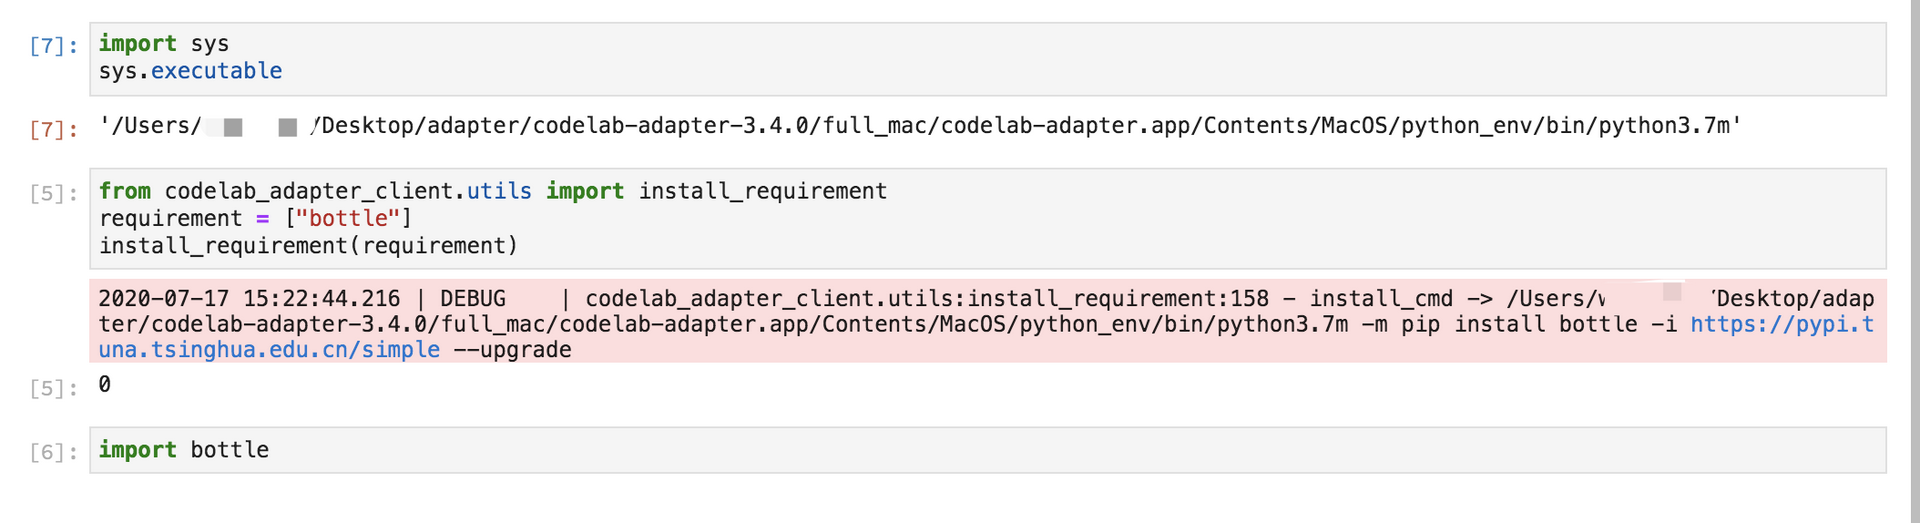 [7]: import sys
sys.executable
[7]: '/Users/ /Desktop/adapter/codelab-adapter-3.4.0/full_mac/codelab-adapter.app/Contents/MacOS/python_env/bin/python3.7m'
[5]: from codelab_adapter_client.utils import install_requirement
requirement = ["bottle"]
install_requirement(requirement)
2020-07-17 15:22:44.216 | DEBUG    | codelab_adapter_client.utils:install_requirement:158 - install_cmd -> /Users/ Desktop/adap
ter/codelab-adapter-3.4.0/full_mac/codelab-adapter.app/Contents/MacOS/python_env/bin/python3.7m -m pip install bottle -i https://pypi.t
una.tsinghua.edu.cn/simple --upgrade
[5]: 0
[6]: import bottle